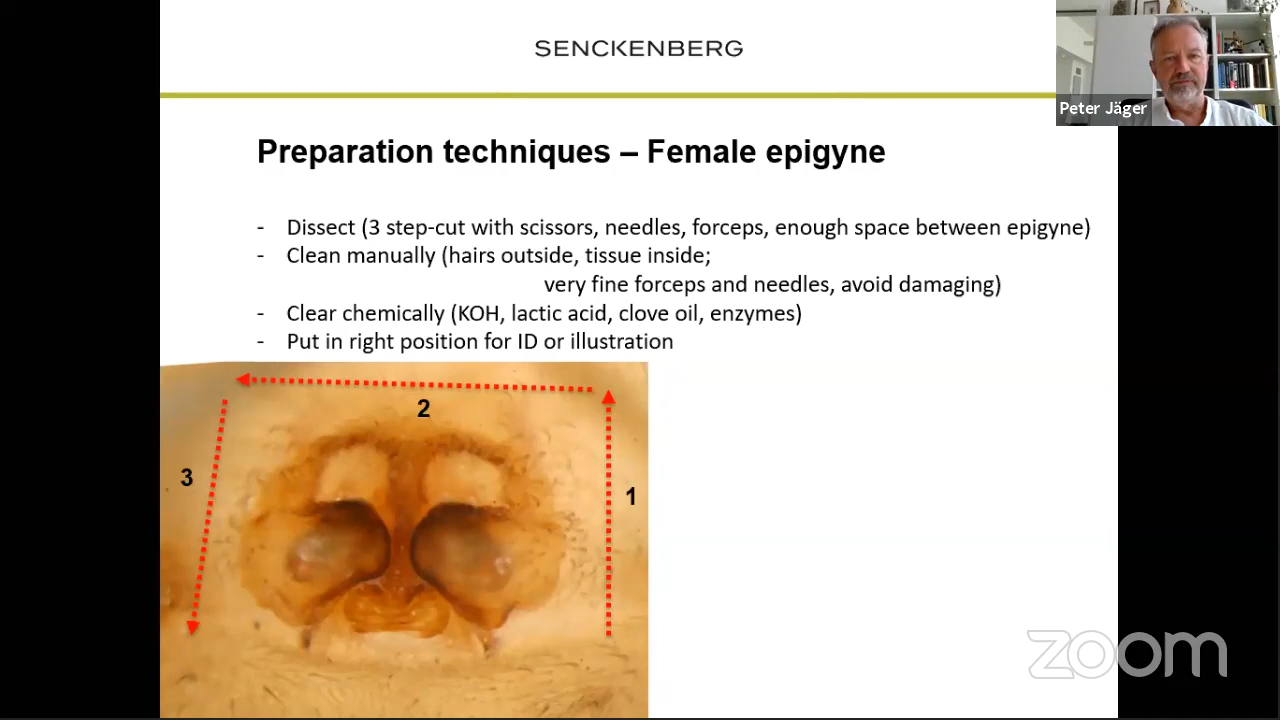 SENCKENBERG
Peter Jäger
Preparation techniques – Female epigyne
- Dissect (3 step-cut with scissors, needles, forceps, enough space between epigyne)
- Clean manually (hairs outside, tissue inside;
very fine forceps and needles, avoid damaging)
- Clear chemically (KOH, lactic acid, clove oil, enzymes)
- Put in right position for ID or illustration
2
3
1
zoom